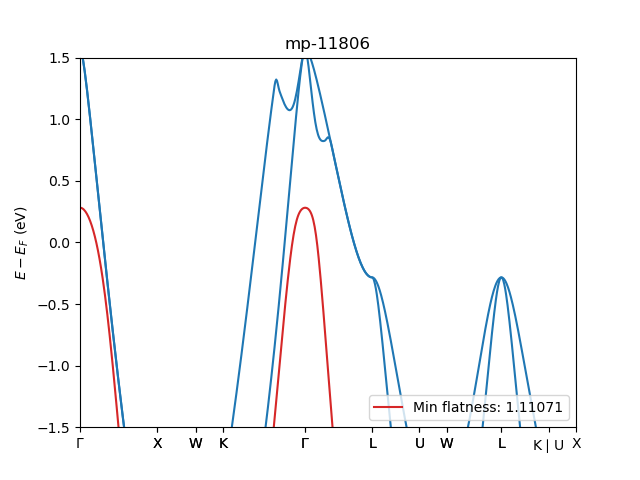 mp-11806
E − E_F (eV)
1.5
1.0
0.5
0.0
−0.5
−1.0
−1.5
Min flatness: 1.11071
Γ X W K Γ L U W L K | U X